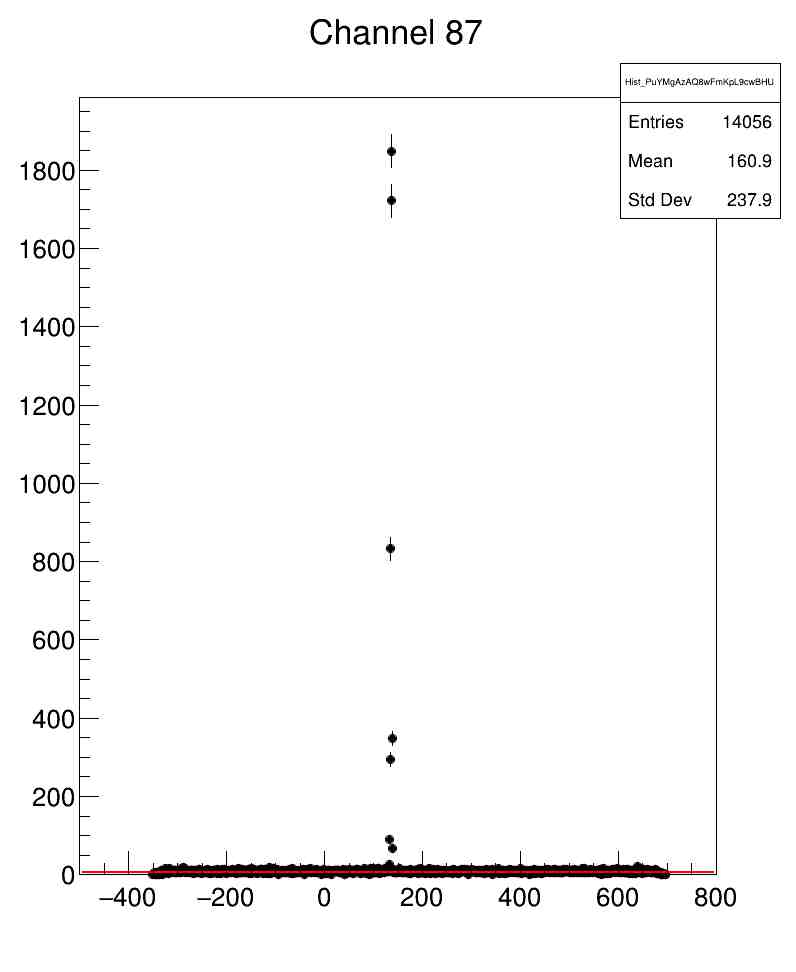 Channel 87
Hist_PuYMgAzAQ8wFmKpL9cwBHU
Entries 14056
Mean 160.9
Std Dev 237.9
1800
1600
1400
1200
1000
800
600
400
200
0
−400 −200 0 200 400 600 800